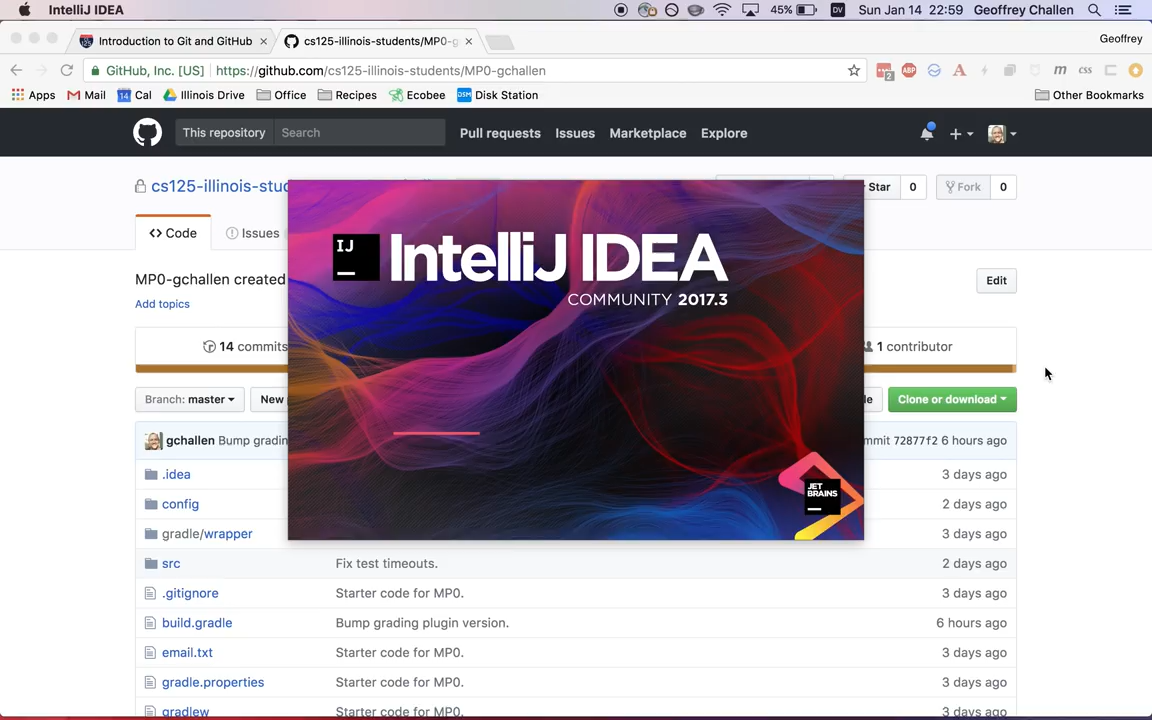 IntelliJ IDEA
45%
DV
Sun Jan 14 22:59
Geoffrey Challen
Introduction to Git and GitHub
cs125-illinois-students/MP0-g
Geoffrey
GitHub, Inc. [US]
https://github.com/cs125-illinois-students/MP0-gchallen
2
ABP
A
m
css
Apps
Mail
14
Cal
Illinois Drive
Office
Recipes
Ecobee
DSM
Disk Station
Other Bookmarks
This repository
Search
Pull requests
Issues
Marketplace
Explore
cs125-illinois-stud
Star
0
Fork
0
Code
Issues
IJ
IntelliJ IDEA
COMMUNITY 2017.3
MP0-gchallen created
Edit
Add topics
14 commits
1 contributor
Branch: master
New
le
Clone or download
gchallen Bump gradin
mmit 72877f2 6 hours ago
.idea
3 days ago
JET
BRAINS
config
2 days ago
gradle/wrapper
3 days ago
src
Fix test timeouts.
2 days ago
.gitignore
Starter code for MP0.
3 days ago
build.gradle
Bump grading plugin version.
6 hours ago
email.txt
Starter code for MP0.
3 days ago
gradle.properties
Starter code for MP0.
3 days ago
gradlew
Starter code for MP0.
3 days ago